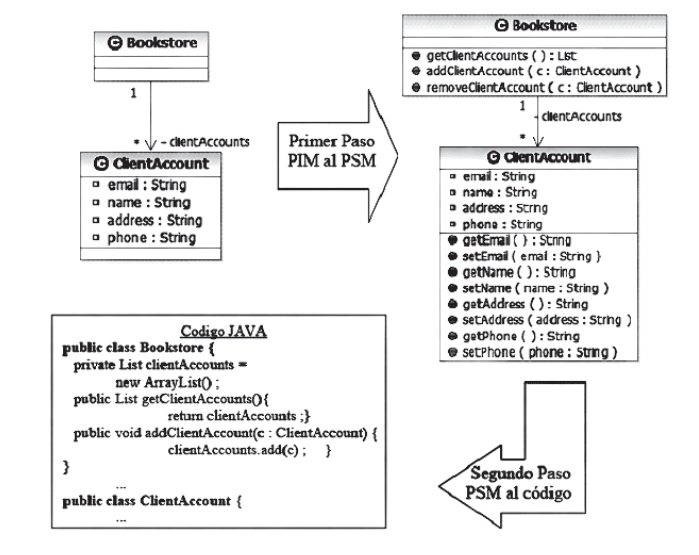 Bookstore
1
* - clientAccounts
ClientAccount
email : String
name : String
address : String
phone : String
Primer Paso
PIM al PSM
Bookstore
getClientAccounts ( ) : List
addClientAccount ( c : ClientAccount )
removeClientAccount ( c : ClientAccount )
1
- clientAccounts
*
ClientAccount
email : String
name : String
address : String
phone : String
getEmail ( ) : String
setEmail ( email : String )
getName ( ) : String
setName ( name : String )
getAddress ( ) : String
setAddress ( address : String )
getPhone ( ) : String
setPhone ( phone : String )
Codigo JAVA
public class Bookstore {
private List clientAccounts =
new ArrayList() ;
public List getClientAccounts(){
return clientAccounts ;}
public void addClientAccount(c : ClientAccount) {
clientAccounts.add(c) ; }
}
...
public class ClientAccount {
...
Segundo Paso
PSM al código